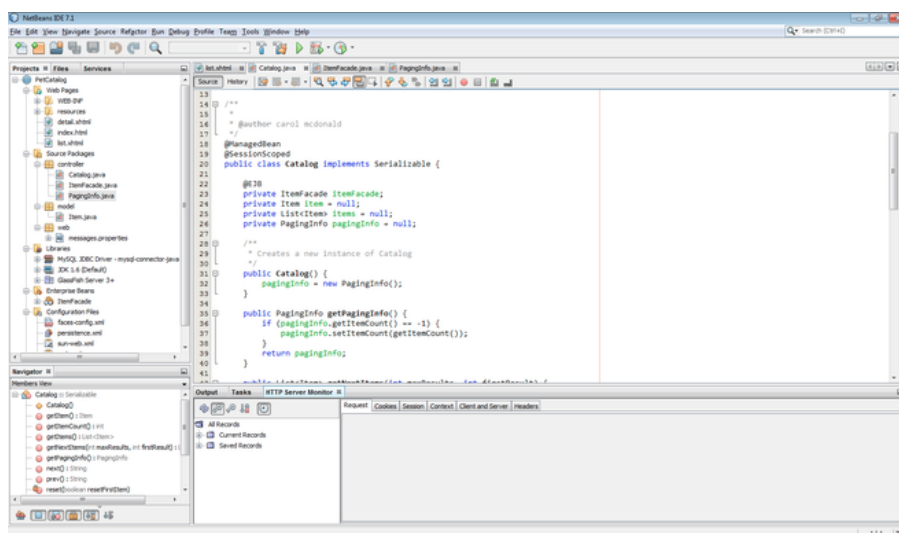 NetBeans IDE 7.1
File Edit View Navigate Source Refactor Run Debug Profile Team Tools Window Help
Search (Ctrl+I)
Projects Files Services
list.xhtml Catalog.java ItemFacade.java PagingInfo.java
Source History
PetCatalog
Web Pages
WEB-INF
resources
detail.xhtml
index.html
list.xhtml
Source Packages
controller
Catalog.java
ItemFacade.java
PagingInfo.java
model
Item.java
web
messages.properties
Libraries
MySQL JDBC Driver - mysql-connector-java
JDK 1.6 (Default)
GlassFish Server 3+
Enterprise Beans
ItemFacade
Configuration Files
faces-config.xml
persistence.xml
sun-web.xml
13
14 /**
15 *
16 * @author carol mcdonald
17 */
18 @ManagedBean
19 @SessionScoped
20 public class Catalog implements Serializable {
21
22 @EJB
23 private ItemFacade itemFacade;
24 private Item item = null;
25 private List<Item> items = null;
26 private PagingInfo pagingInfo = null;
27
28 /**
29 * Creates a new instance of Catalog
30 */
31 public Catalog() {
32 pagingInfo = new PagingInfo();
33 }
34
35 public PagingInfo getPagingInfo() {
36 if (pagingInfo.getItemCount() == -1) {
37 pagingInfo.setItemCount(getItemCount());
38 }
39 return pagingInfo;
40 }
41
public List<Item> getNextItems(int maxResults, int firstResult) {
Navigator
Members View
Catalog :: Serializable
Catalog()
getItem() : Item
getItemCount() : int
getItems() : List<Item>
getNextItems(int maxResults, int firstResult) :
getPagingInfo() : PagingInfo
next() : String
prev() : String
reset(boolean resetFirstItem)
Output Tasks HTTP Server Monitor
All Records
Current Records
Saved Records
Request Cookies Session Context Client and Server Headers